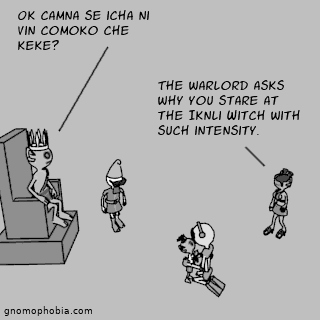 OK CAMNA SE ICHA NI
VIN COMOKO CHE
KEKE?
THE WARLORD ASKS
WHY YOU STARE AT
THE IKNLI WITCH WITH
SUCH INTENSITY.
gnomophobia.com